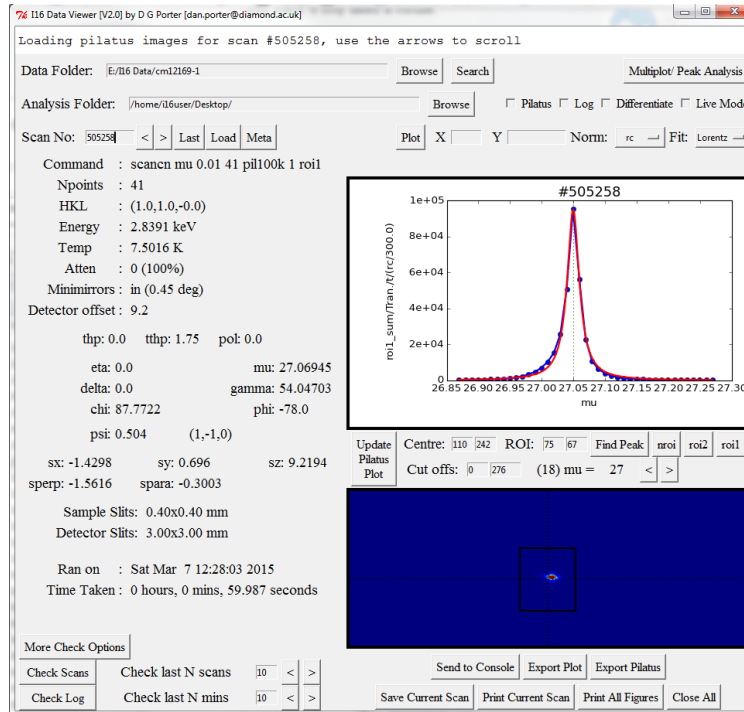 I16 Data Viewer [V2.0] by D G Porter [dan.porter@diamond.ac.uk]
Loading pilatus images for scan #505258, use the arrows to scroll
Data Folder: E:/I16 Data/cm12169-1 Browse Search Multiplot/ Peak Analysis
Analysis Folder: /home/i16user/Desktop/ Browse Pilatus Log Differentiate Live Mode
Scan No: 505258 < > Last Load Meta Plot X Y Norm: rc Fit: Lorentz
Command : scancn mu 0.01 41 pil100k 1 roi1
Npoints : 41
HKL : (1.0,1.0,-0.0)
Energy : 2.8391 keV
Temp : 7.5016 K
Atten : 0 (100%)
Minimirrors : in (0.45 deg)
Detector offset : 9.2
thp: 0.0 tthp: 1.75 pol: 0.0
eta: 0.0 mu: 27.06945
delta: 0.0 gamma: 54.04703
chi: 87.7722 phi: -78.0
psi: 0.504 (1,-1,0)
sx: -1.4298 sy: 0.696 sz: 9.2194
sperp: -1.5616 spara: -0.3003
Sample Slits: 0.40x0.40 mm
Detector Slits: 3.00x3.00 mm
Ran on : Sat Mar 7 12:28:03 2015
Time Taken : 0 hours, 0 mins, 59.987 seconds
#505258
1e+05
8e+04
6e+04
4e+04
2e+04
0
roi1_sum/Tran./t/(rc/300.0)
26.85 26.90 26.95 27.00 27.05 27.10 27.15 27.20 27.25 27.30
mu
Update Pilatus Plot
Centre: 110 242 ROI: 75 67 Find Peak nroi roi2 roi1
Cut offs: 0 276 (18) mu = 27 < >
More Check Options
Check Scans Check last N scans 10 < >
Check Log Check last N mins 10 < >
Send to Console Export Plot Export Pilatus
Save Current Scan Print Current Scan Print All Figures Close All